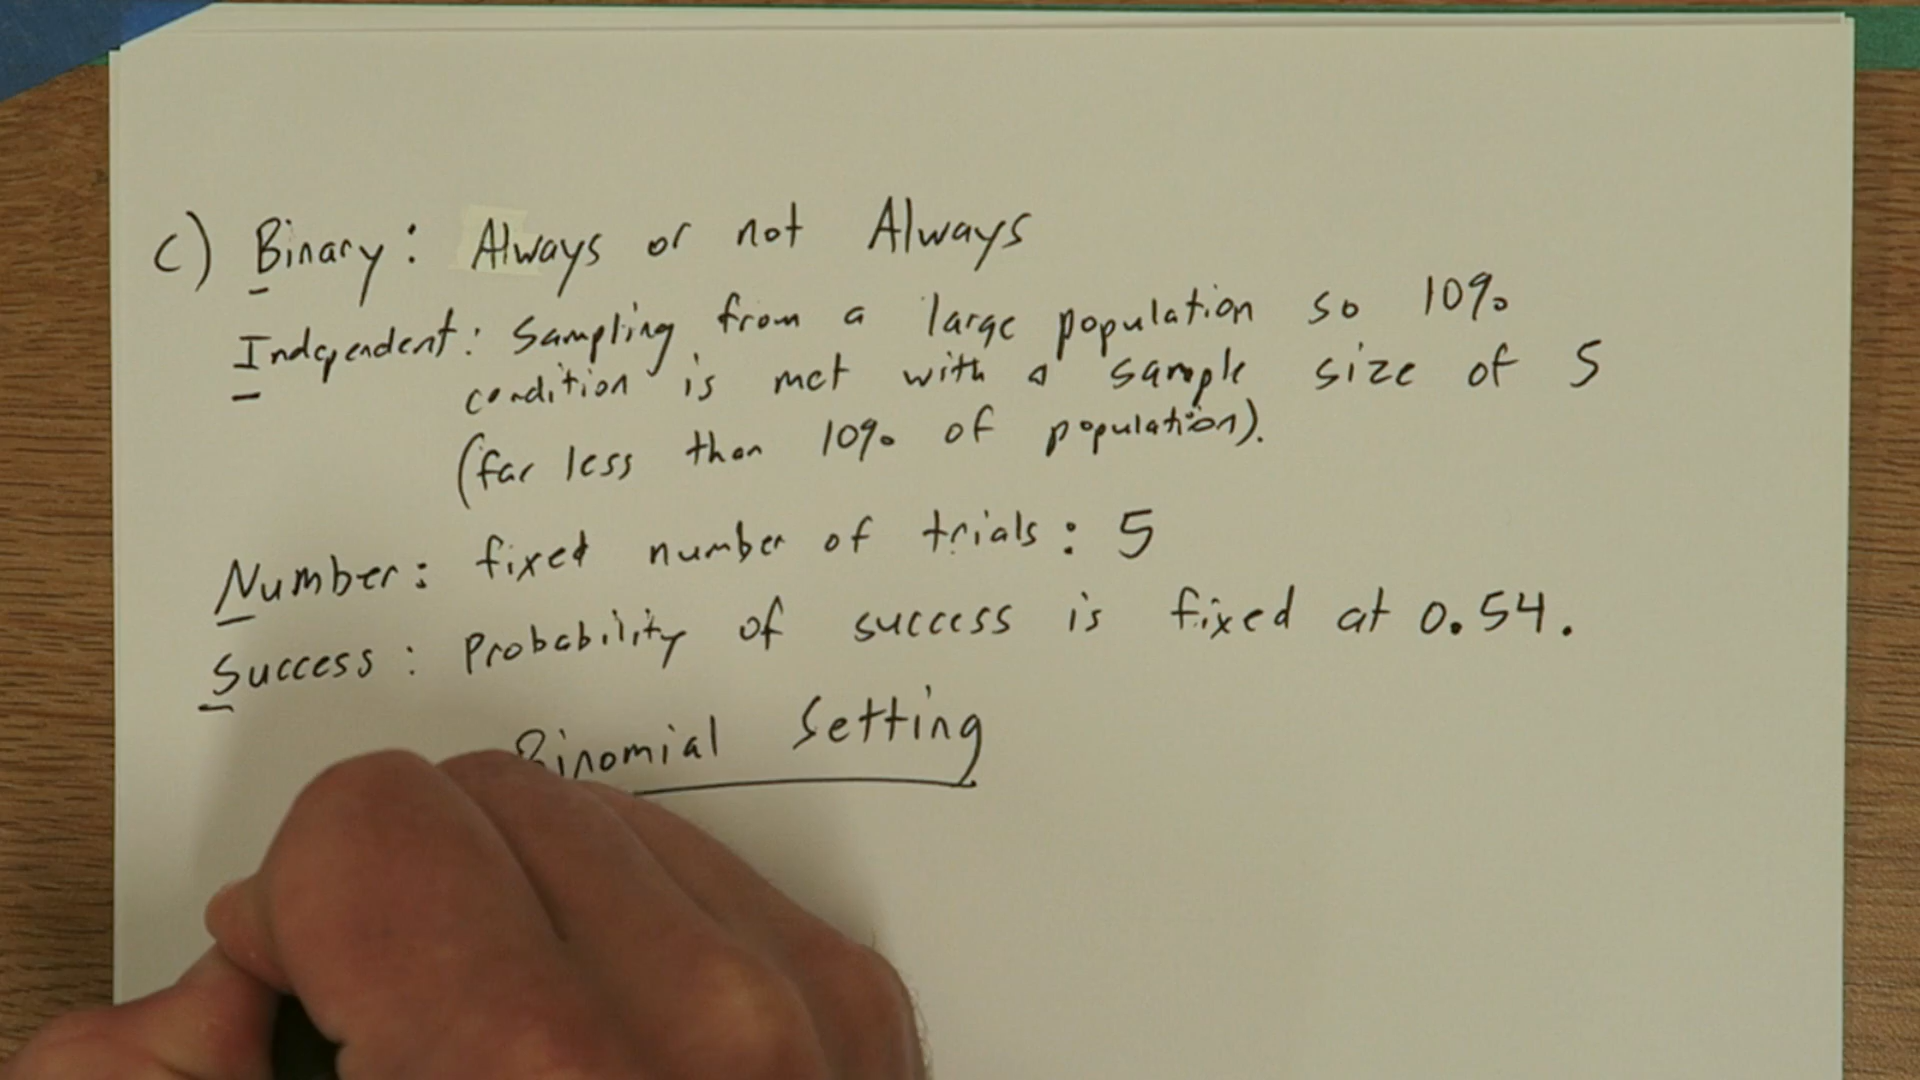 c) Binary: Always or not Always
Independent: Sampling from a large population so 10%
condition is met with a sample size of 5
(far less than 10% of population).
Number: fixed number of trials: 5
Success: Probability of success is fixed at 0.54.
Binomial Setting